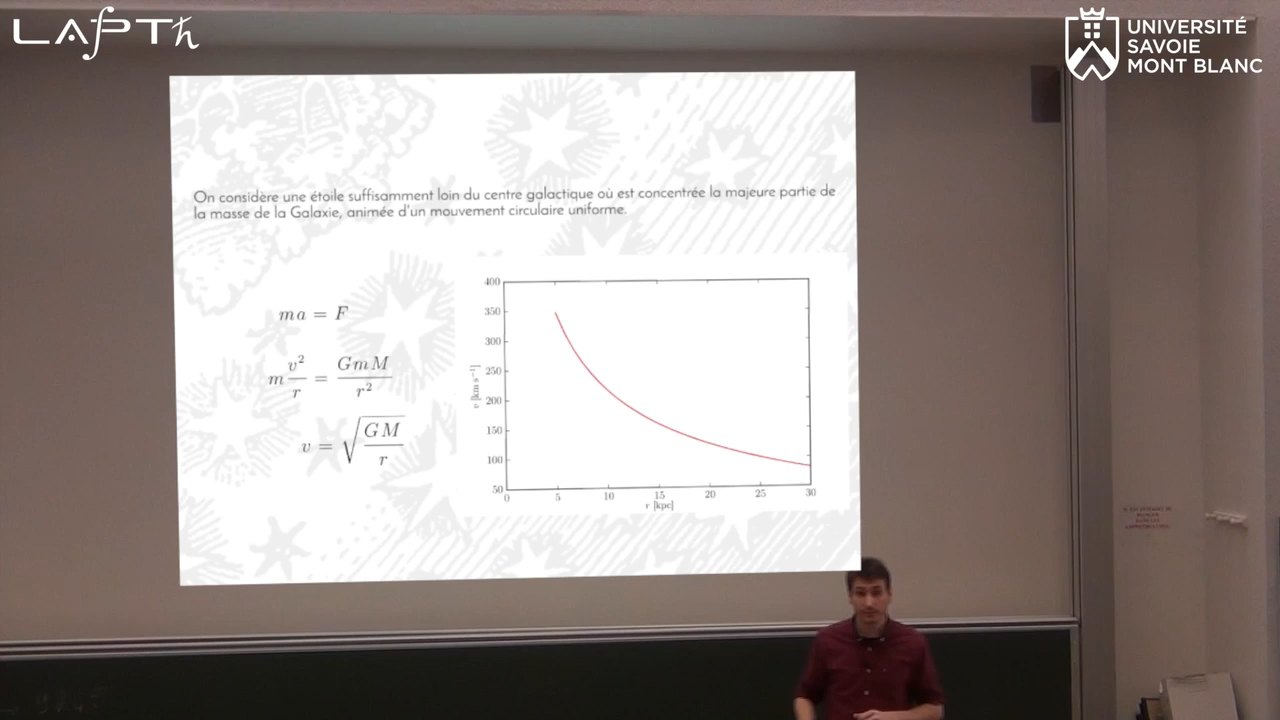 LAPTh
UNIVERSITÉ
SAVOIE
MONT BLANC
On considère une étoile suffisamment loin du centre galactique où est concentrée la majeure partie de
la masse de la Galaxie, animée d'un mouvement circulaire uniforme.
ma = F
m v²/r = GmM/r²
v = √(GM/r)
400
350
300
250
200
150
100
50
v [km s⁻¹]
0 5 10 15 20 25 30
r [kpc]